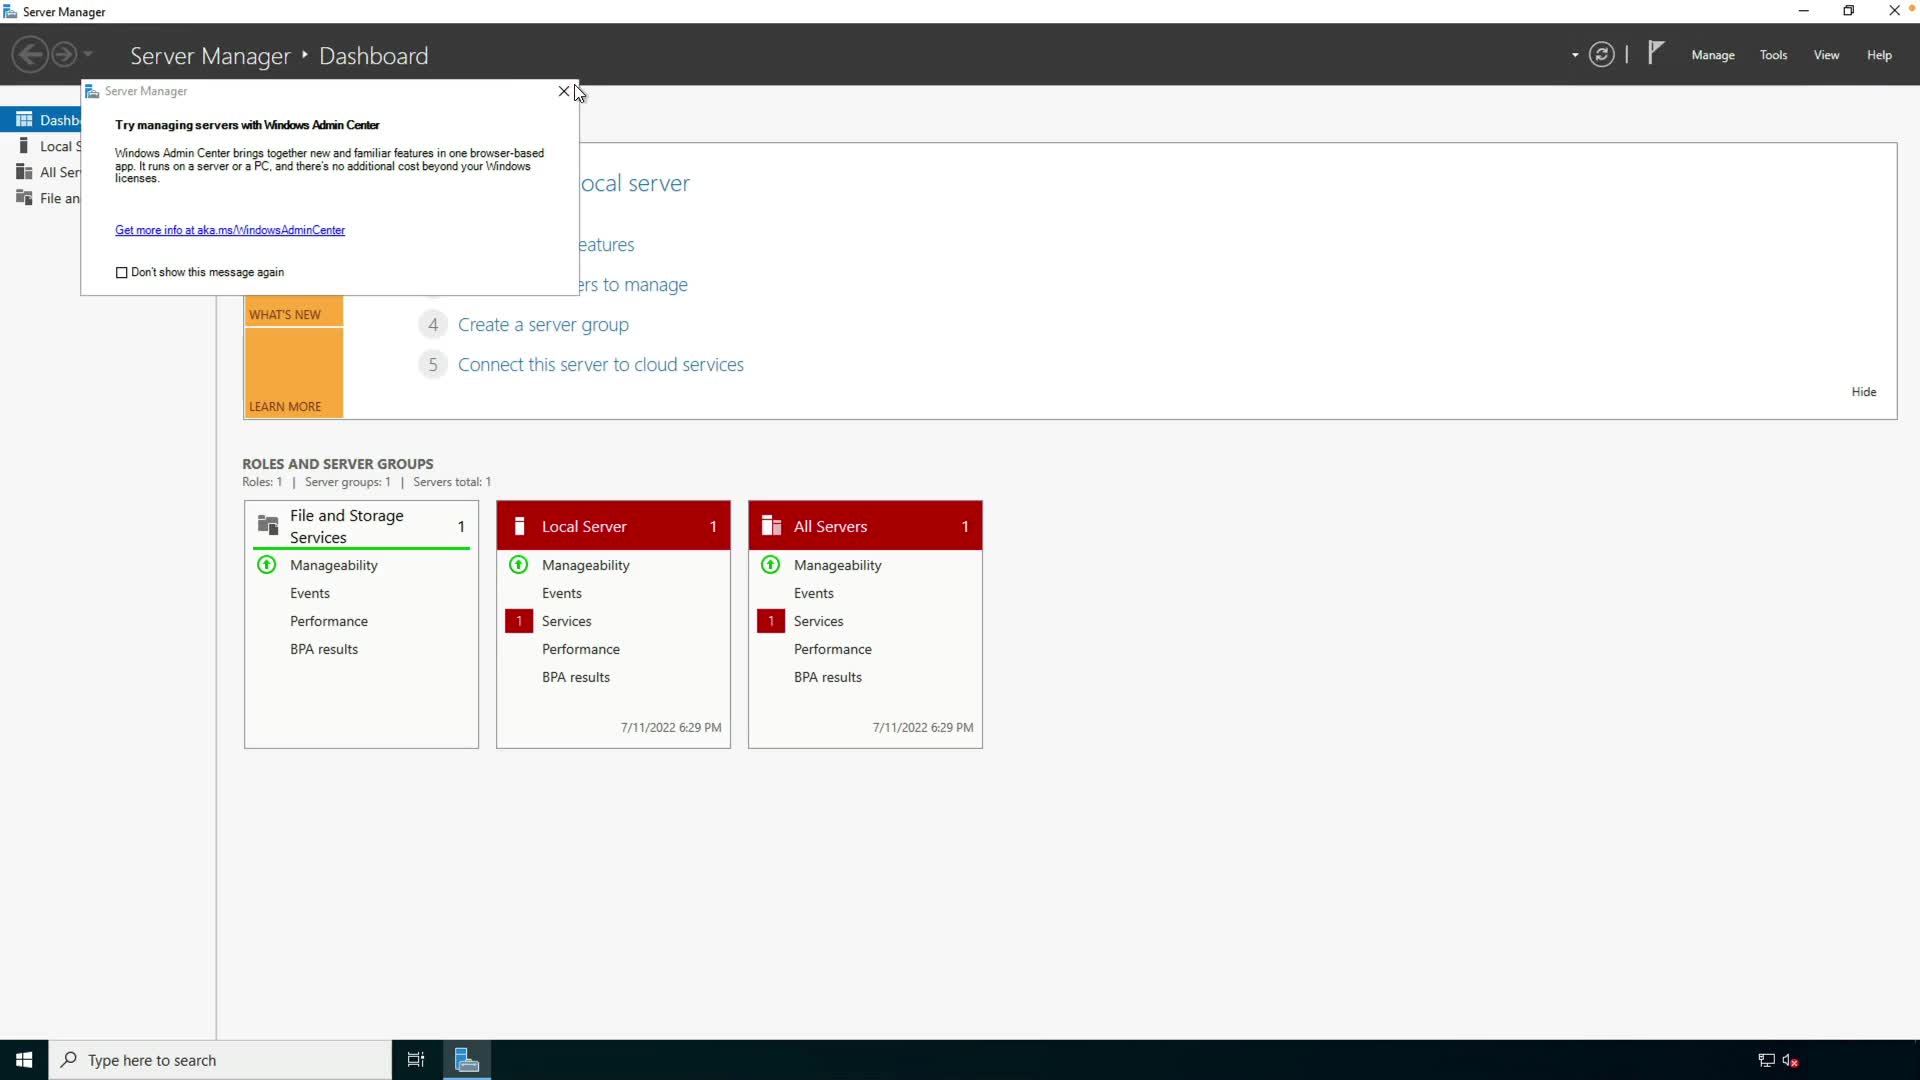 Server Manager
Server Manager
Dashboard
Manage
Tools
View
Help
Server Manager
Try managing servers with Windows Admin Center
Windows Admin Center brings together new and familiar features in one browser-based
app. It runs on a server or a PC, and there's no additional cost beyond your Windows
licenses.
Get more info at aka.ms/WindowsAdminCenter
Don't show this message again
Dashb
Local S
All Ser
File an
ocal server
eatures
ers to manage
4 Create a server group
5 Connect this server to cloud services
WHAT'S NEW
LEARN MORE
Hide
ROLES AND SERVER GROUPS
Roles: 1 | Server groups: 1 | Servers total: 1
File and Storage
Services
1
Manageability
Events
Performance
BPA results
Local Server 1
Manageability
Events
1 Services
Performance
BPA results
7/11/2022 6:29 PM
All Servers 1
Manageability
Events
1 Services
Performance
BPA results
7/11/2022 6:29 PM
Type here to search